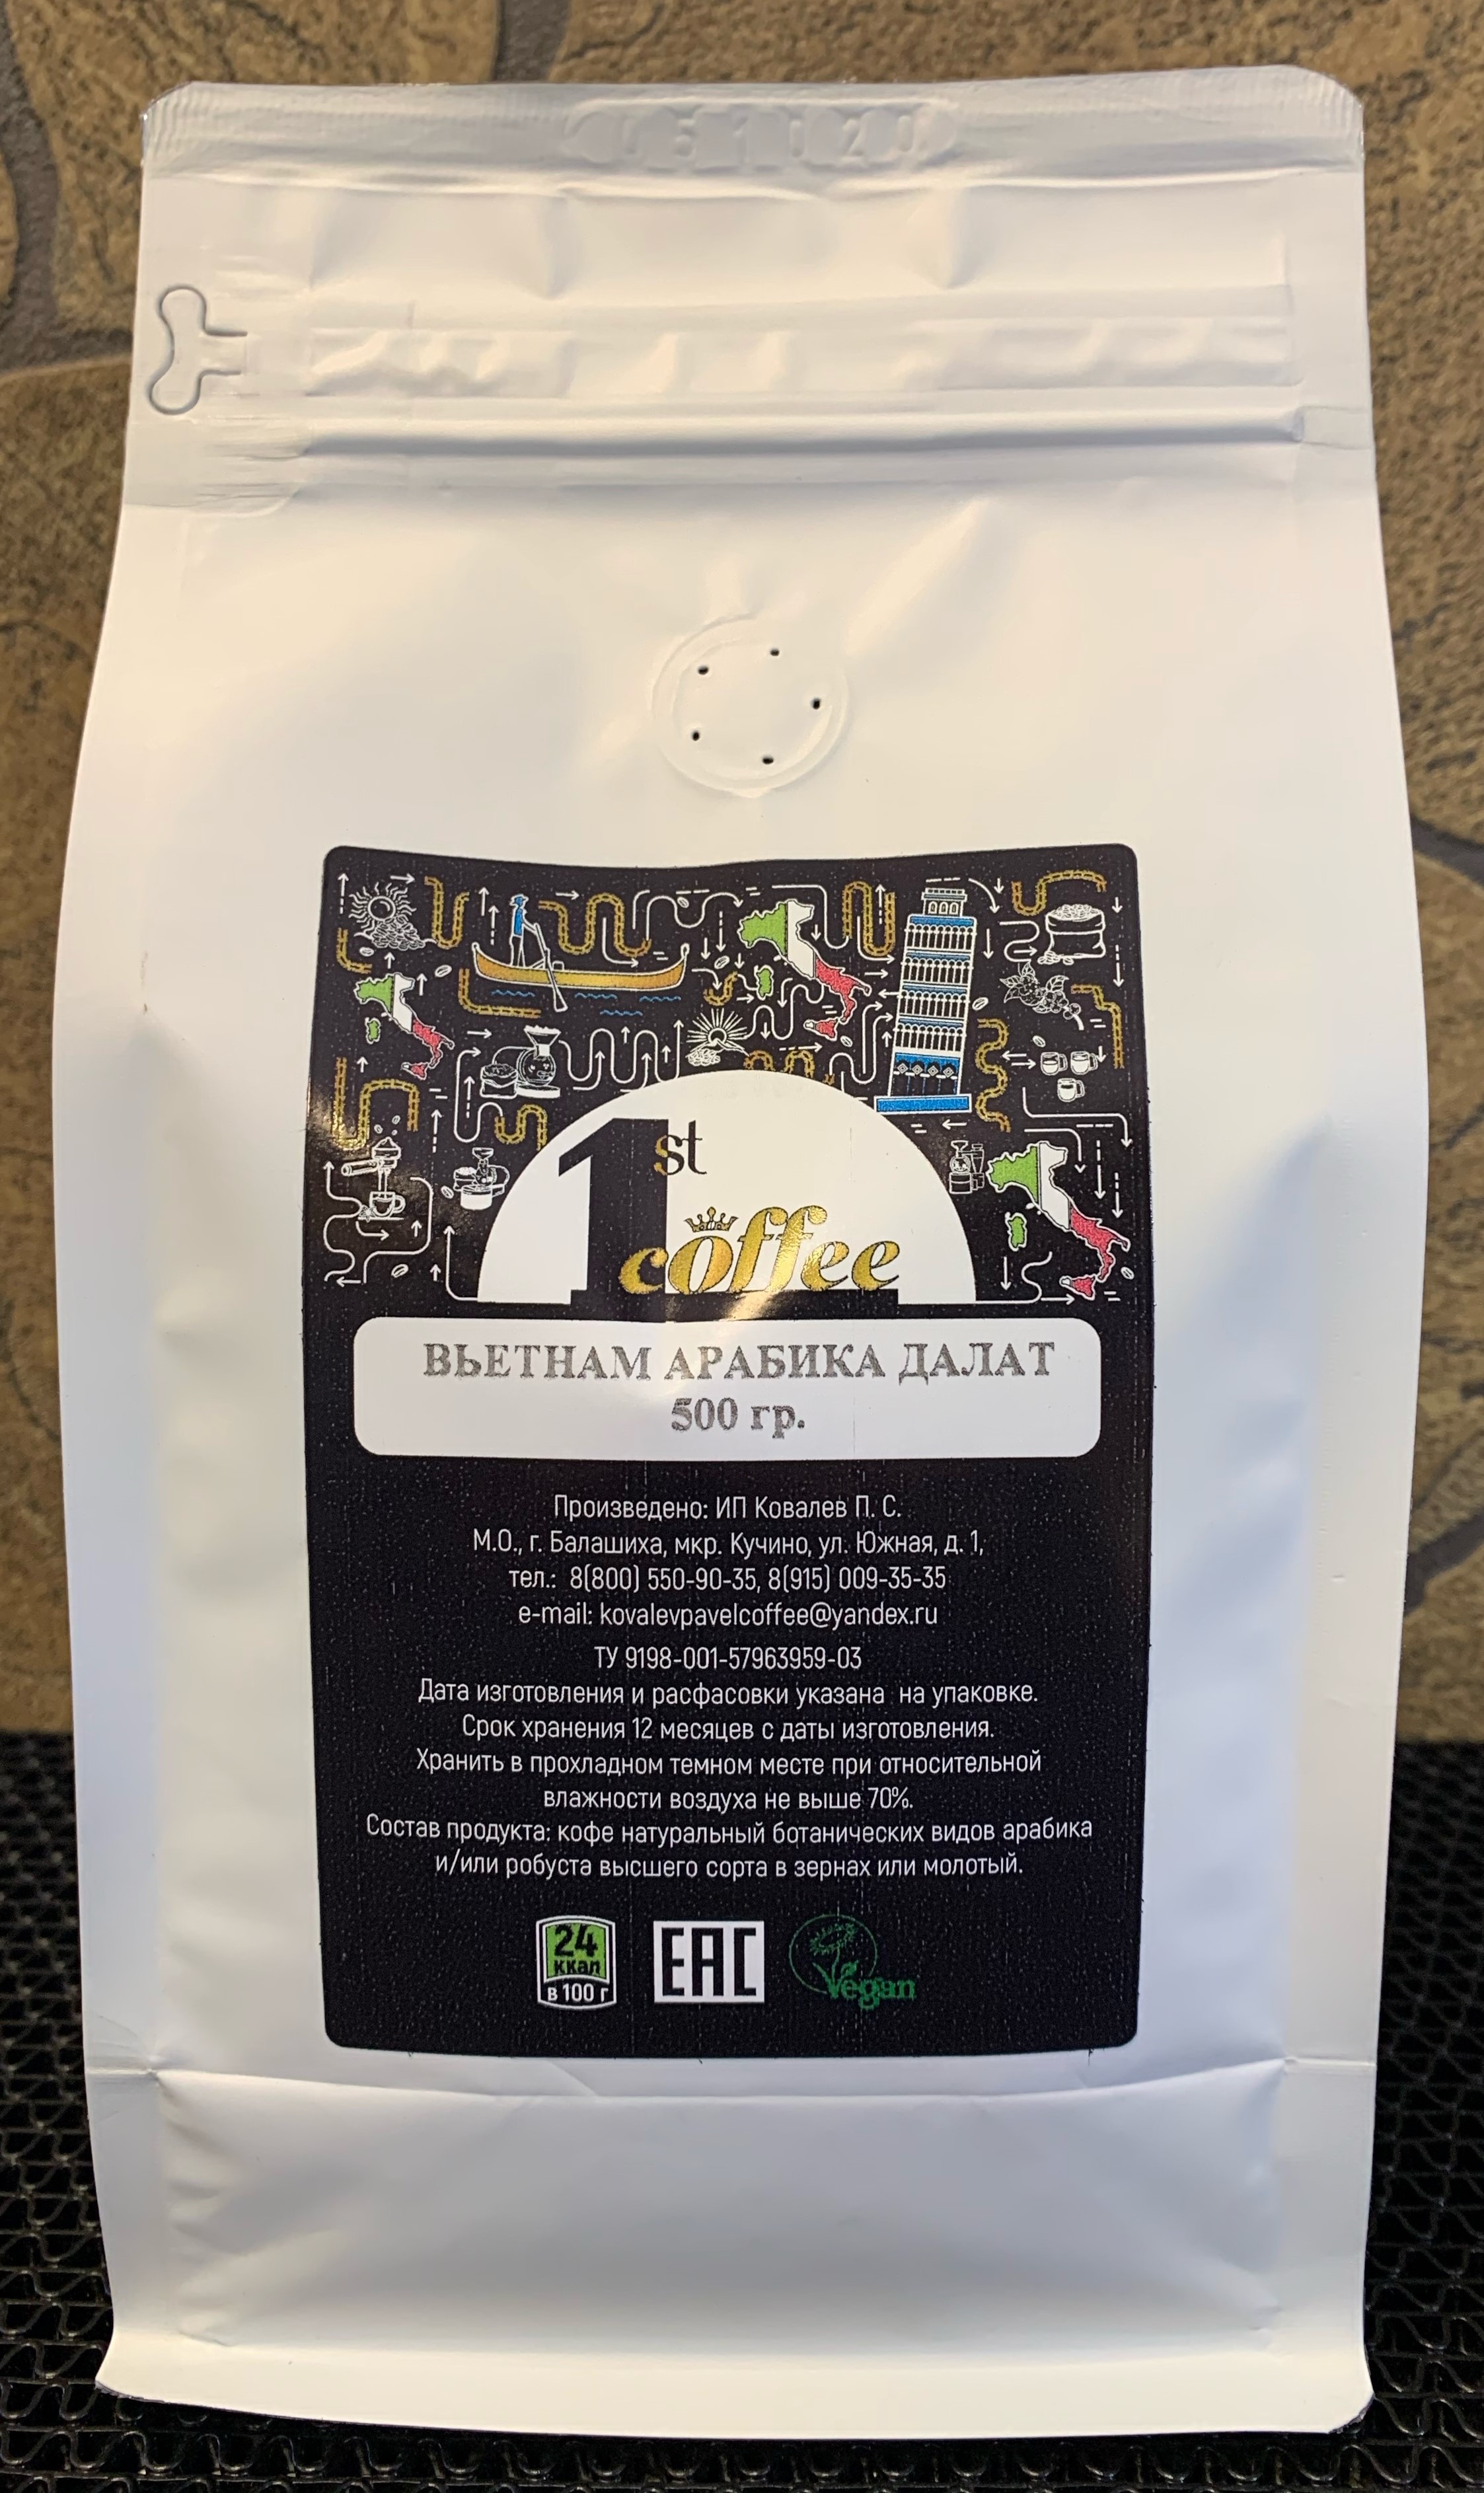 1st
coffee
ВЬЕТНАМ АРАБИКА ДАЛАТ
500 гр.
Произведено: ИП Ковалев П. С.
М.О., г. Балашиха, мкр. Кучино, ул. Южная, д. 1,
тел.: 8(800) 550-90-35, 8(915) 009-35-35
e-mail: kovalevpavelcoffee@yandex.ru
ТУ 9198-001-57963959-03
Дата изготовления и расфасовки указана на упаковке.
Срок хранения 12 месяцев с даты изготовления.
Хранить в прохладном темном месте при относительной
влажности воздуха не выше 70%.
Состав продукта: кофе натуральный ботанических видов арабика
и/или робуста высшего сорта в зернах или молотый.
24
ккал
в 100 г
EAC
Vegan